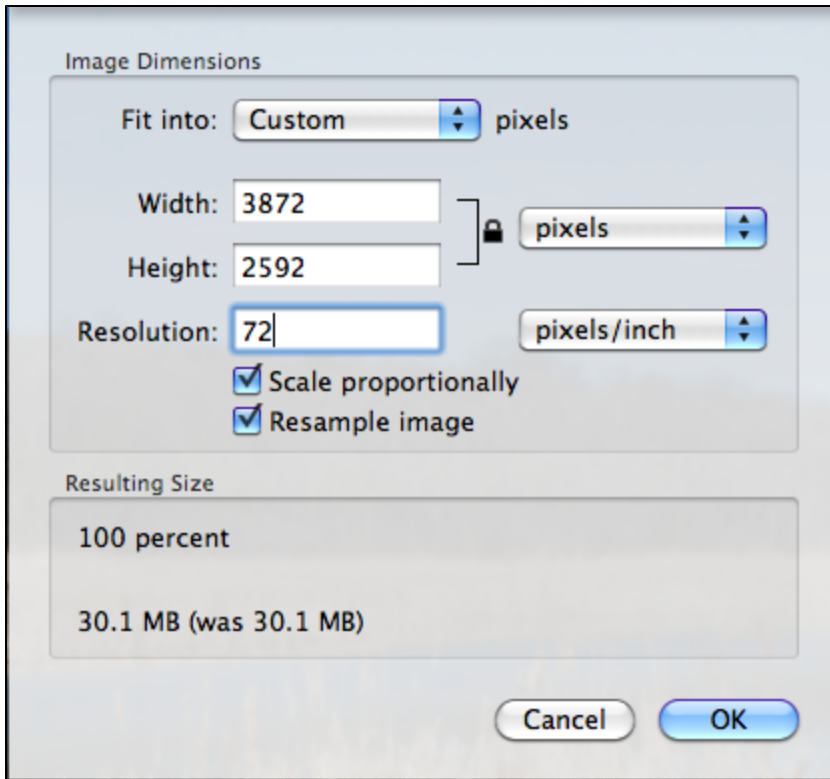 Image Dimensions
Fit into: Custom pixels
Width: 3872
pixels
Height: 2592
Resolution: 72 pixels/inch
Scale proportionally
Resample image
Resulting Size
100 percent
30.1 MB (was 30.1 MB)
Cancel OK